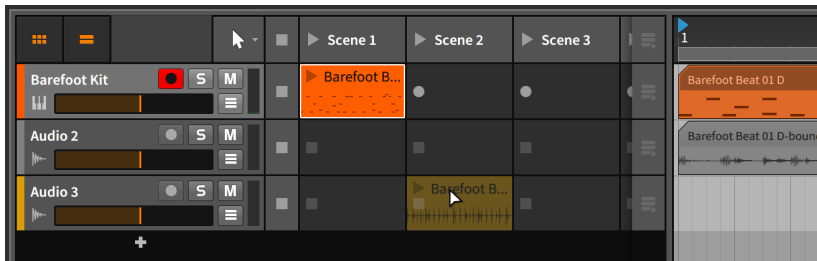 Scene 1
Scene 2
Scene 3
1
Barefoot Kit
S
M
Barefoot B...
Barefoot Beat 01 D
Audio 2
S
M
Barefoot Beat 01 D-boun
Audio 3
S
M
Barefoot B...